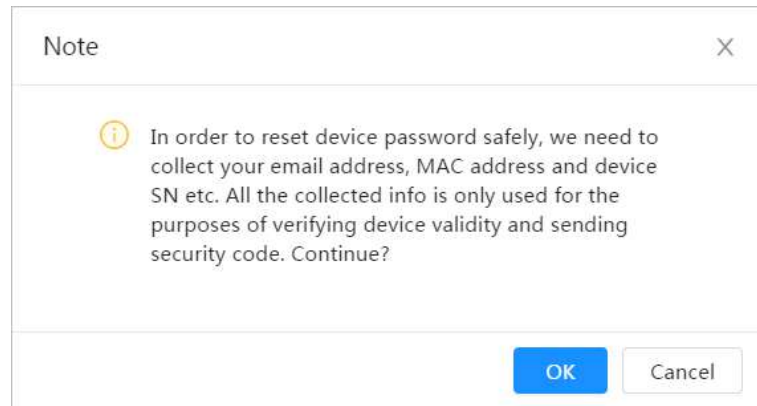 Note
In order to reset device password safely, we need to
collect your email address, MAC address and device
SN etc. All the collected info is only used for the
purposes of verifying device validity and sending
security code. Continue?
OK
Cancel